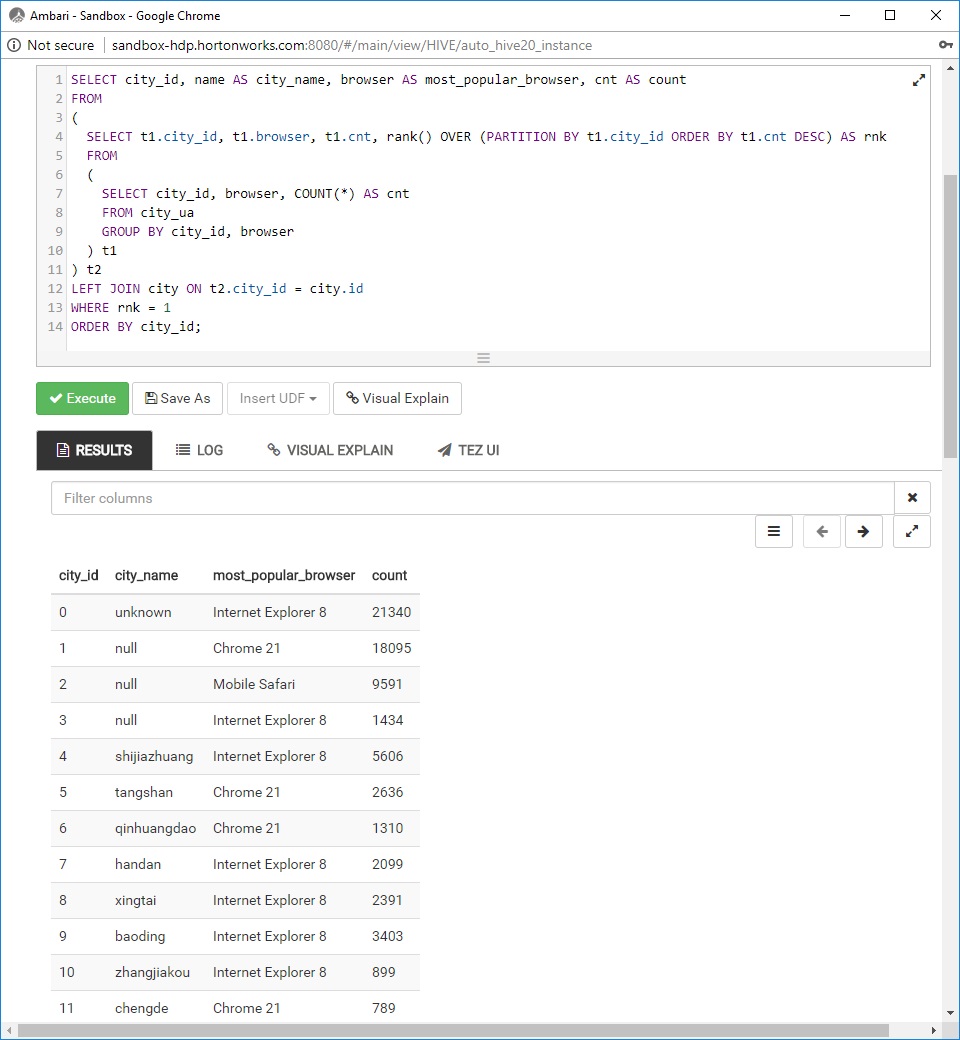 Ambari - Sandbox - Google Chrome
Not secure sandbox-hdp.hortonworks.com:8080/#/main/view/HIVE/auto_hive20_instance
1 SELECT city_id, name AS city_name, browser AS most_popular_browser, cnt AS count
2 FROM
3 (
4 SELECT t1.city_id, t1.browser, t1.cnt, rank() OVER (PARTITION BY t1.city_id ORDER BY t1.cnt DESC) AS rnk
5 FROM
6 (
7 SELECT city_id, browser, COUNT(*) AS cnt
8 FROM city_ua
9 GROUP BY city_id, browser
10 ) t1
11 ) t2
12 LEFT JOIN city ON t2.city_id = city.id
13 WHERE rnk = 1
14 ORDER BY city_id;
Execute Save As Insert UDF Visual Explain
RESULTS LOG VISUAL EXPLAIN TEZ UI
Filter columns
city_id city_name most_popular_browser count
0 unknown Internet Explorer 8 21340
1 null Chrome 21 18095
2 null Mobile Safari 9591
3 null Internet Explorer 8 1434
4 shijiazhuang Internet Explorer 8 5606
5 tangshan Chrome 21 2636
6 qinhuangdao Chrome 21 1310
7 handan Internet Explorer 8 2099
8 xingtai Internet Explorer 8 2391
9 baoding Internet Explorer 8 3403
10 zhangjiakou Internet Explorer 8 899
11 chengde Chrome 21 789